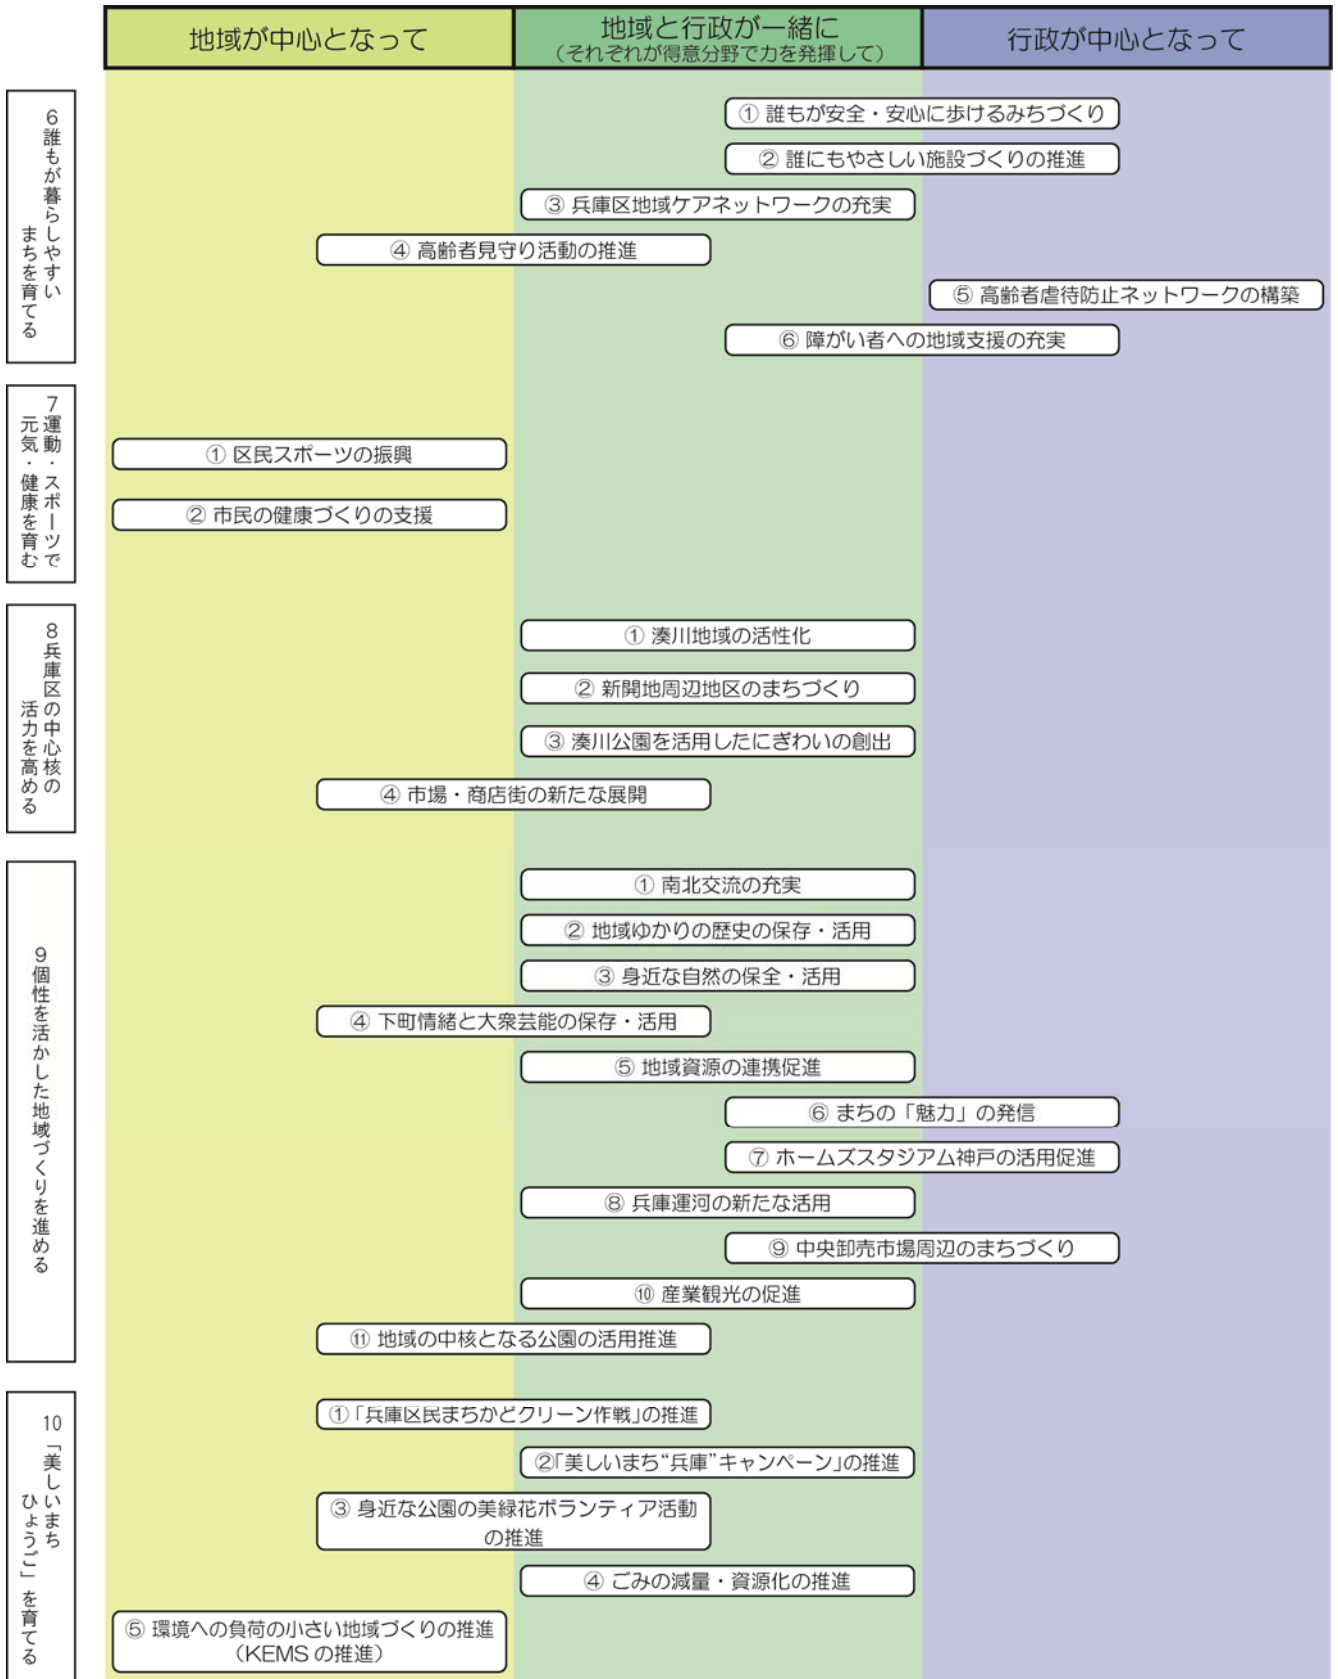 地域が中心となって
地域と行政が一緒に
（それぞれが得意分野で力を発揮して）
行政が中心となって
6誰もが暮らしやすい
まちを育てる
① 誰もが安全・安心に歩けるみちづくり
② 誰にもやさしい施設づくりの推進
③ 兵庫区地域ケアネットワークの充実
④ 高齢者見守り活動の推進
⑤ 高齢者虐待防止ネットワークの構築
⑥ 障がい者への地域支援の充実
7運動・スポーツで
元気・健康を育む
① 区民スポーツの振興
② 市民の健康づくりの支援
8兵庫区の中心核の
活力を高める
① 湊川地域の活性化
② 新開地周辺地区のまちづくり
③ 湊川公園を活用したにぎわいの創出
④ 市場・商店街の新たな展開
9個性を活かした地域づくりを進める
① 南北交流の充実
② 地域ゆかりの歴史の保存・活用
③ 身近な自然の保全・活用
④ 下町情緒と大衆芸能の保存・活用
⑤ 地域資源の連携促進
⑥ まちの「魅力」の発信
⑦ ホームズスタジアム神戸の活用促進
⑧ 兵庫運河の新たな活用
⑨ 中央卸売市場周辺のまちづくり
⑩ 産業観光の促進
⑪ 地域の中核となる公園の活用推進
10「美しいまち
ひょうご」を育てる
①「兵庫区民まちかどクリーン作戦」の推進
②「美しいまち“兵庫”キャンペーン」の推進
③ 身近な公園の美緑花ボランティア活動
の推進
④ ごみの減量・資源化の推進
⑤ 環境への負荷の小さい地域づくりの推進
（KEMS の推進）